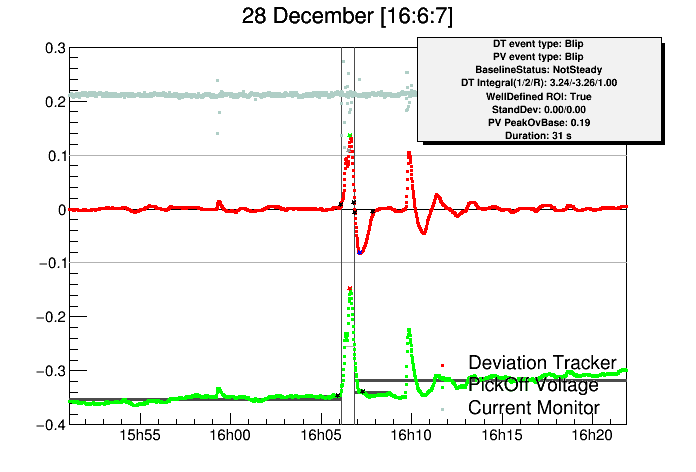 28 December [16:6:7]
DT event type: Blip
PV event type: Blip
BaselineStatus: NotSteady
DT Integral(1/2/R): 3.24/-3.26/1.00
WellDefined ROI: True
StandDev: 0.00/0.00
PV PeakOvBase: 0.19
Duration: 31 s
0.3
0.2
0.1
0
−0.1
−0.2
−0.3
−0.4
Deviation Tracker
PickOff Voltage
Current Monitor
15h55 16h00 16h05 16h10 16h15 16h20